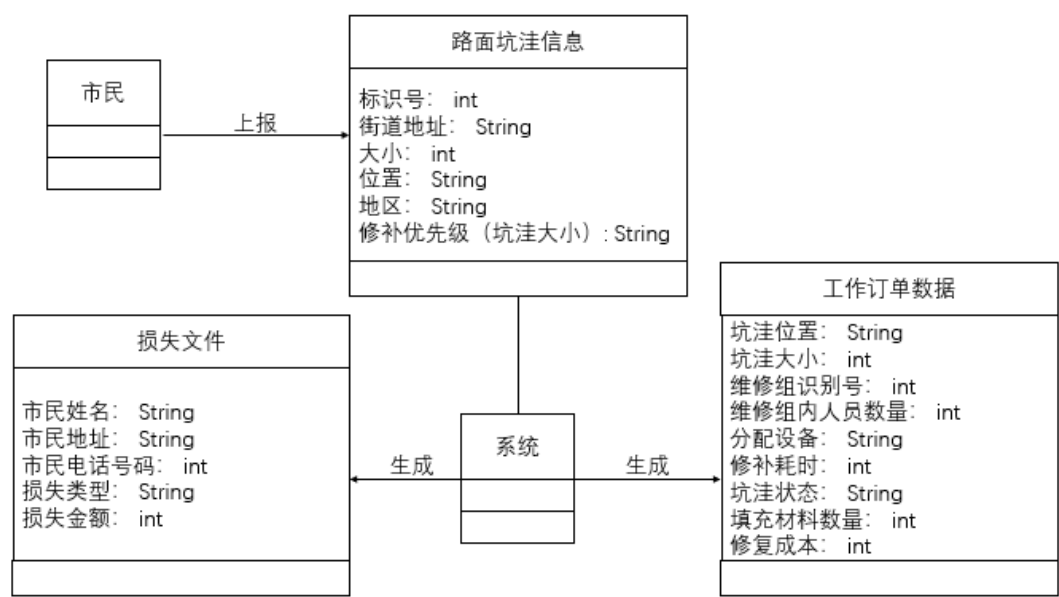 路面坑洼信息
标识号： int
街道地址： String
大小： int
位置： String
地区： String
修补优先级（坑洼大小）: String
市民
上报
损失文件
市民姓名： String
市民地址： String
市民电话号码： int
损失类型： String
损失金额： int
生成
系统
生成
工作订单数据
坑洼位置： String
坑洼大小： int
维修组识别号： int
维修组内人员数量： int
分配设备： String
修补耗时： int
坑洼状态： String
填充材料数量： int
修复成本： int